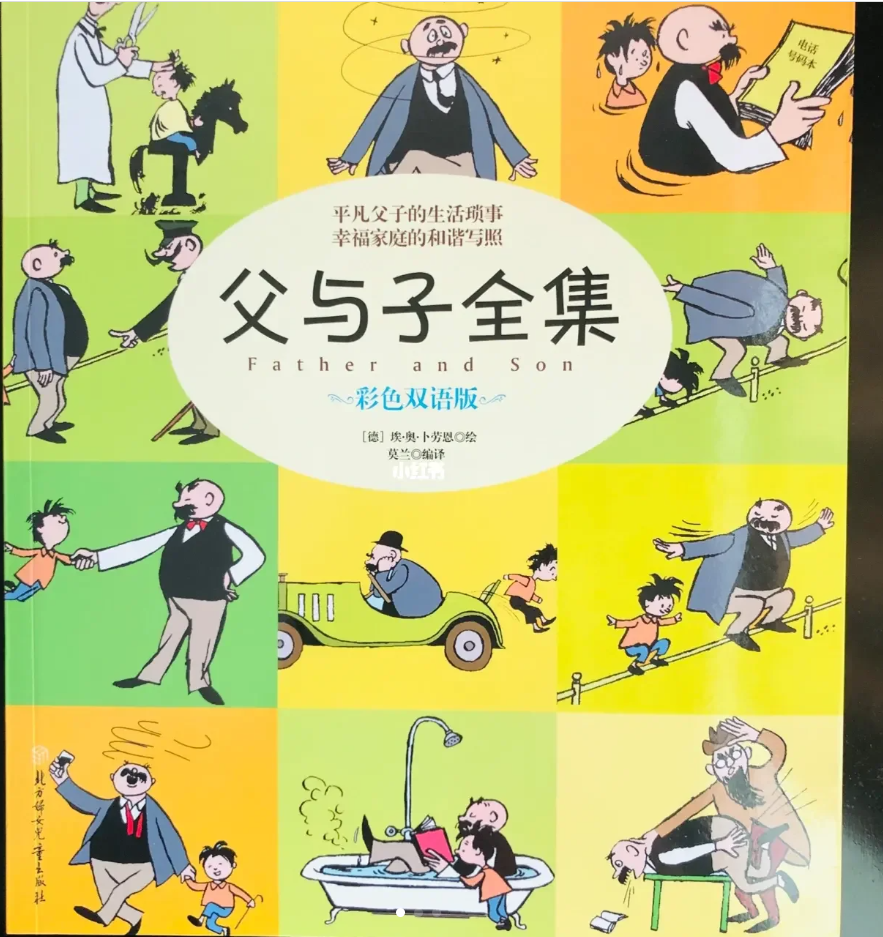 电话
号码本
平凡父子的生活琐事
幸福家庭的和谐写照
父与子全集
Father and Son
彩色双语版
［德］埃·奥·卜劳恩◎绘
莫兰◎编译
小红书
北方妇女儿童出版社